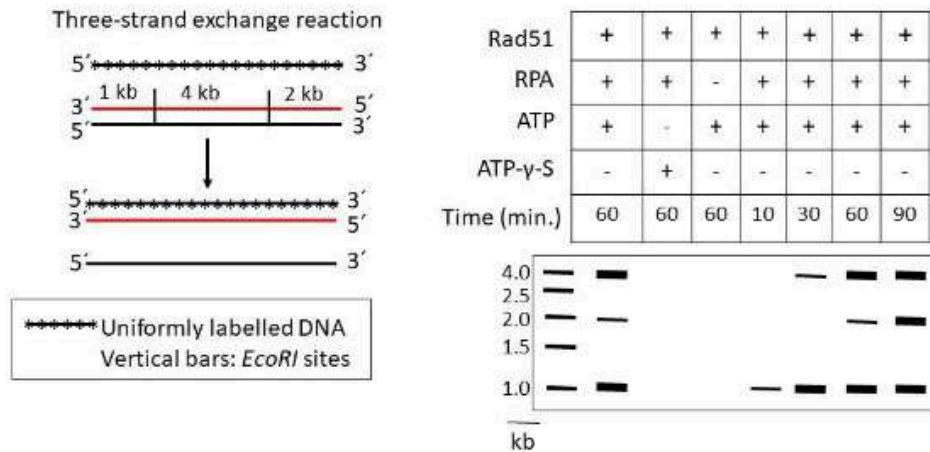 Three-strand exchange reaction
5´ 3´
1 kb 4 kb 2 kb
3´ 5´
5´
5´ 3´
3´ 5´
5´ 3´
Uniformly labelled DNA
Vertical bars: EcoRI sites
Rad51 + + + + + + +
RPA + + - + + + +
ATP + - + + + + +
ATP-γ-S - + - - - - -
Time (min.) 60 60 60 10 30 60 90
4.0
2.5
2.0
1.5
1.0
kb